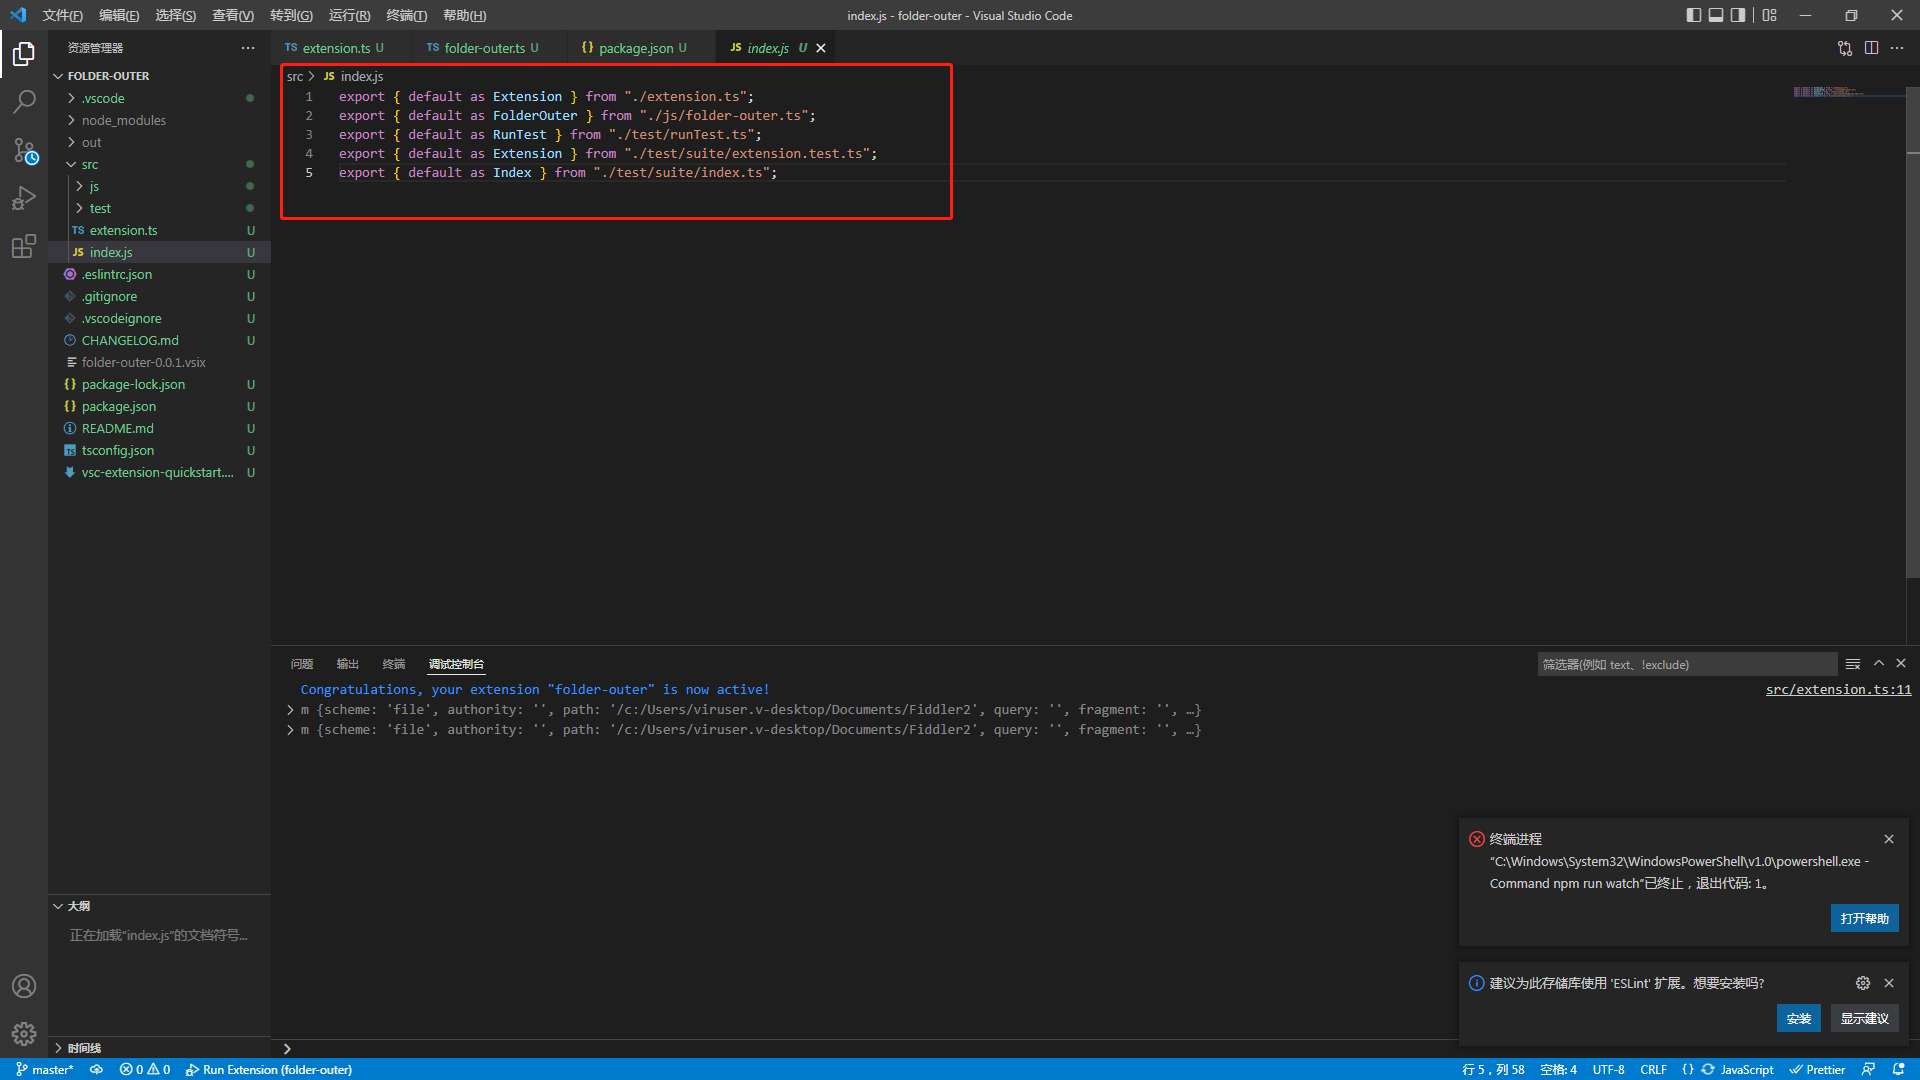 文件(F) 编辑(E) 选择(S) 查看(V) 转到(G) 运行(R) 终端(T) 帮助(H)
index.js - folder-outer - Visual Studio Code
资源管理器
TS extension.ts U
TS folder-outer.ts U
{} package.json U
JS index.js U
FOLDER-OUTER
.vscode
node_modules
out
src
js
test
TS extension.ts U
JS index.js U
.eslintrc.json U
.gitignore U
.vscodeignore U
CHANGELOG.md U
folder-outer-0.0.1.vsix
{} package-lock.json U
{} package.json U
README.md U
TS tsconfig.json U
vsc-extension-quickstart.... U
大纲
正在加载"index.js"的文档符号...
时间线
src > JS index.js
1 export { default as Extension } from "./extension.ts";
2 export { default as FolderOuter } from "./js/folder-outer.ts";
3 export { default as RunTest } from "./test/runTest.ts";
4 export { default as Extension } from "./test/suite/extension.test.ts";
5 export { default as Index } from "./test/suite/index.ts";
问题 输出 终端 调试控制台
筛选器(例如 text、!exclude)
Congratulations, your extension "folder-outer" is now active!
src/extension.ts:11
> m {scheme: 'file', authority: '', path: '/c:/Users/viruser.v-desktop/Documents/Fiddler2', query: '', fragment: '', …}
> m {scheme: 'file', authority: '', path: '/c:/Users/viruser.v-desktop/Documents/Fiddler2', query: '', fragment: '', …}
终端进程
"C:\Windows\System32\WindowsPowerShell\v1.0\powershell.exe -
Command npm run watch"已终止，退出代码: 1。
打开帮助
建议为此存储库使用 'ESLint' 扩展。想要安装吗?
安装
显示建议
master* 0 0 Run Extension (folder-outer)
行 5，列 58 空格: 4 UTF-8 CRLF {} JavaScript Prettier